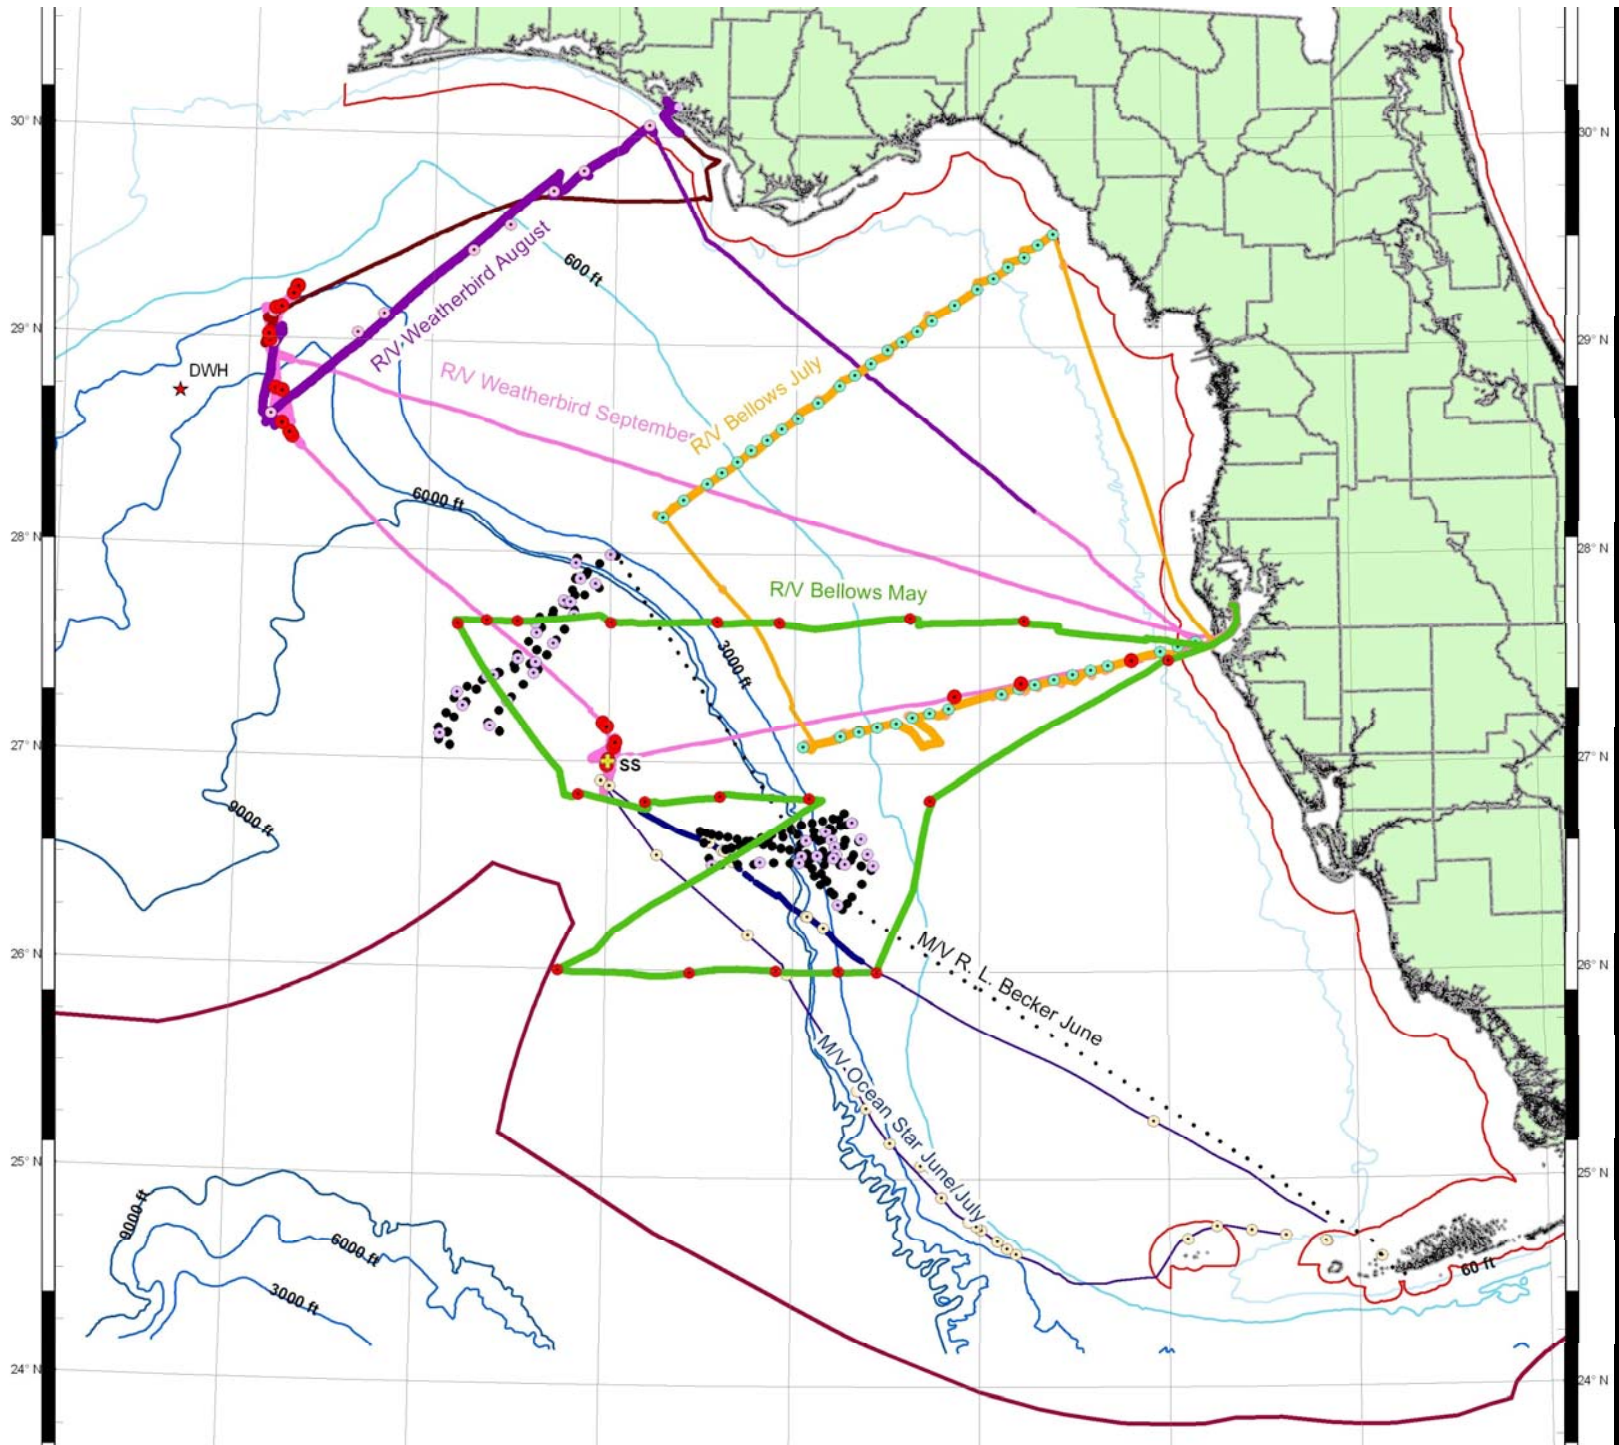 30° N
30° N
600 ft
R/V Weatherbird August
29° N
29° N
DWH
R/V Weatherbird September
R/V Bellows July
6000 ft
28° N
28° N
R/V Bellows May
3000 ft
27° N
27° N
SS
9000 ft
26° N
26° N
M/V R. L. Becker June
M/V Ocean Star June/July
25° N
25° N
9000 ft
6000 ft
3000 ft
60 ft
24° N
24° N